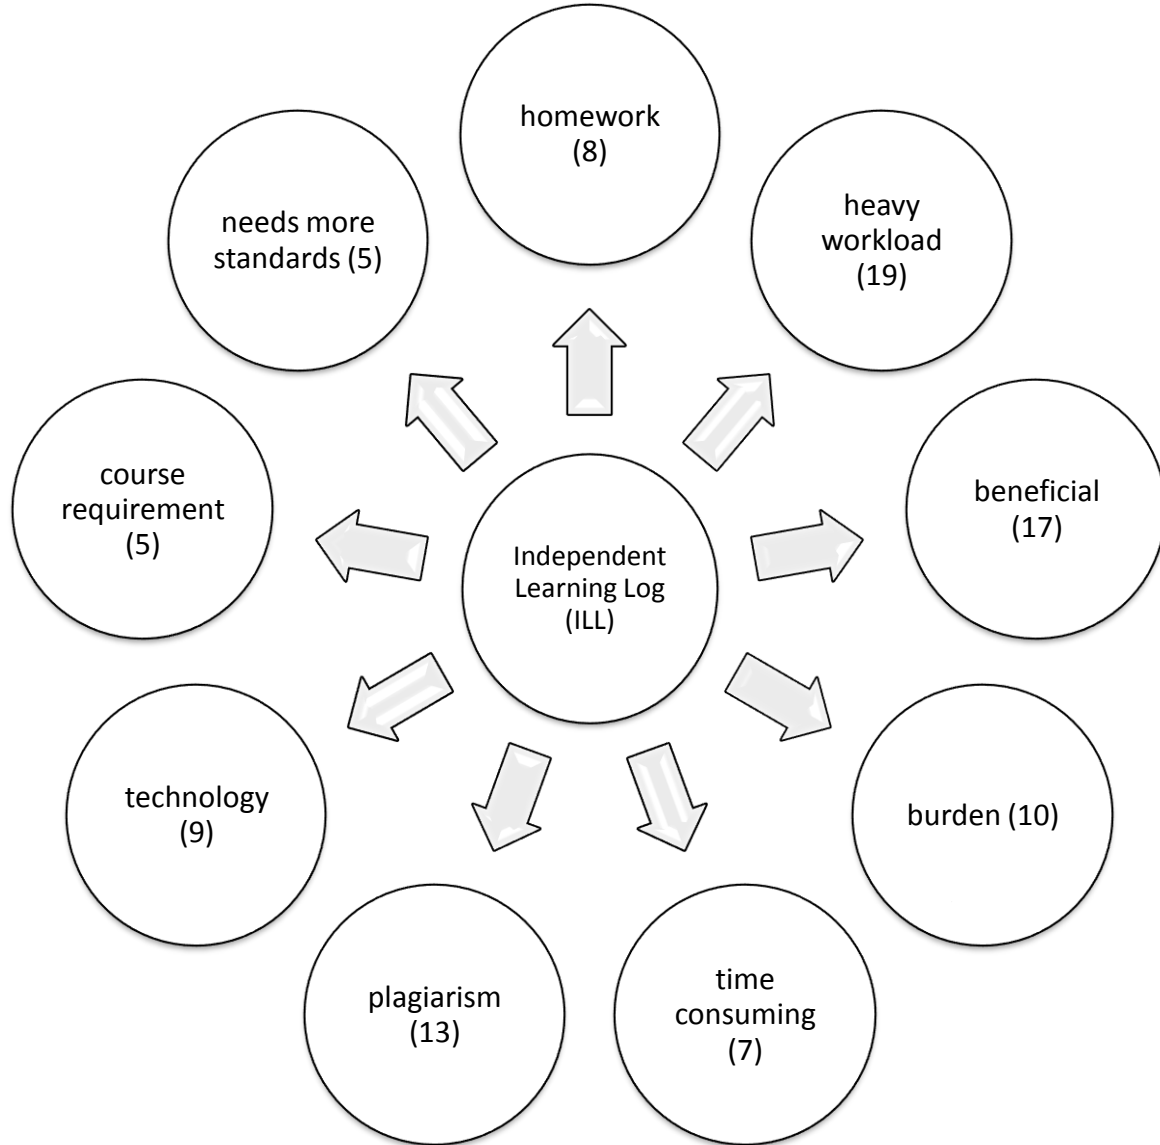 homework
(8)
heavy
workload
(19)
beneficial
(17)
burden (10)
time
consuming
(7)
plagiarism
(13)
technology
(9)
course
requirement
(5)
needs more
standards (5)
Independent
Learning Log
(ILL)